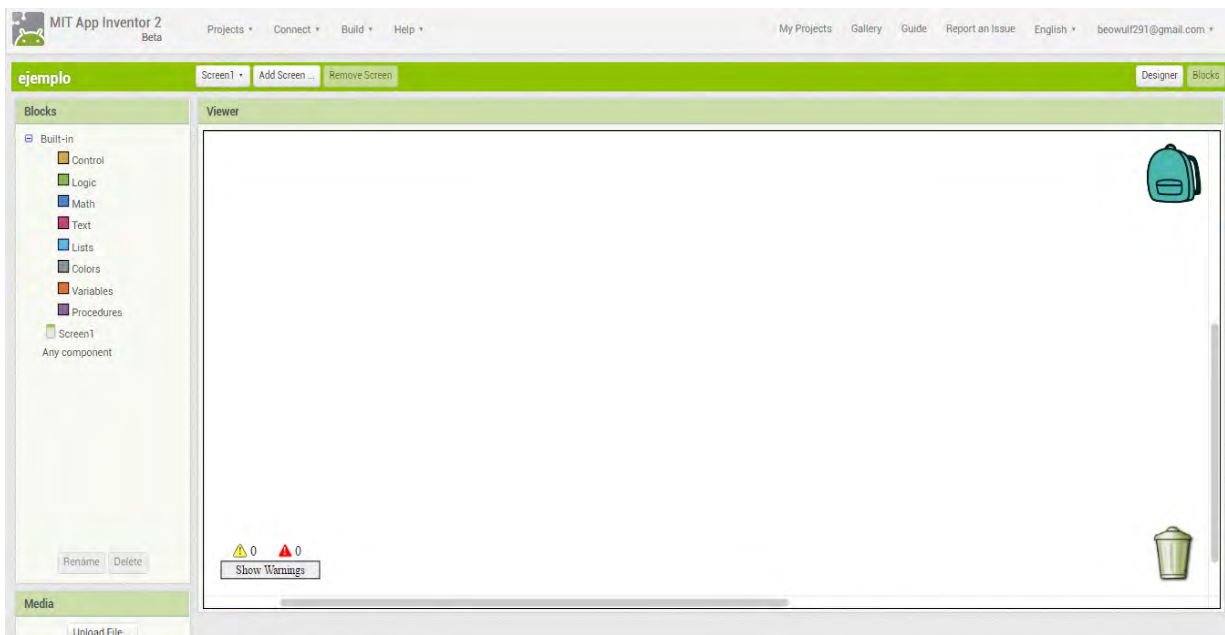 MIT App Inventor 2
Beta
Projects Connect Build Help
My Projects Gallery Guide Report an Issue English beowulf291@gmail.com
ejemplo
Screen1 Add Screen ... Remove Screen
Designer Blocks
Blocks
Viewer
Built-in
Control
Logic
Math
Text
Lists
Colors
Variables
Procedures
Screen1
Any component
0 0
Show Warnings
Rename Delete
Media
Upload File ...